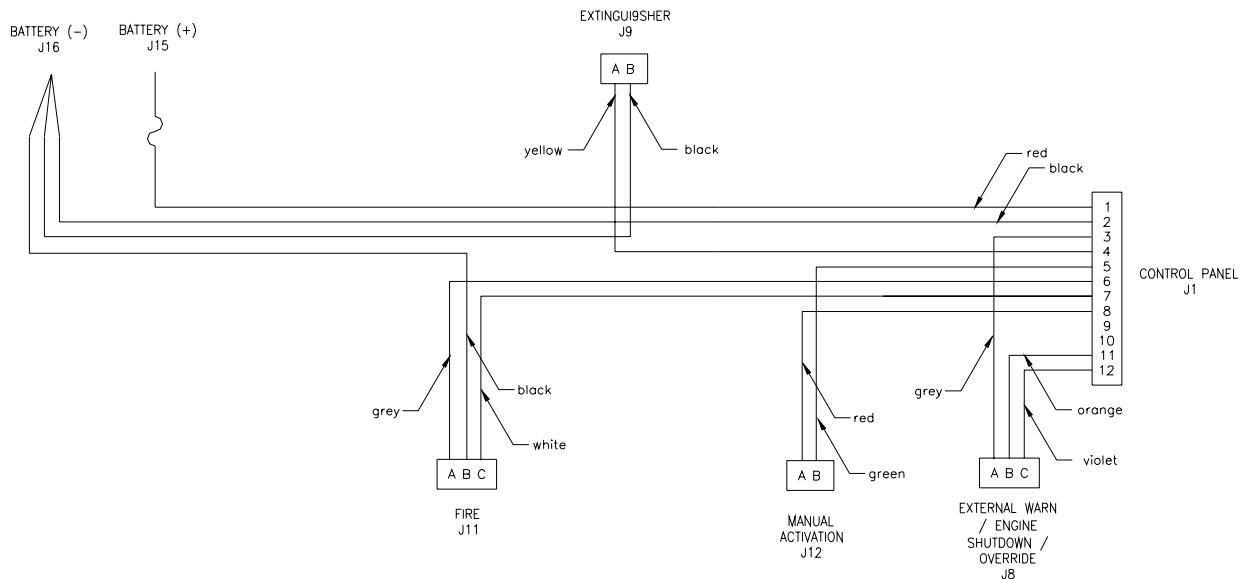 BATTERY (-)
J16
BATTERY (+)
J15
EXTINGUI9SHER
J9
A B
yellow
black
red
black
1
2
3
4
5
6
7
8
9
10
11
12
CONTROL PANEL
J1
grey
black
white
A B C
FIRE
J11
red
green
A B
MANUAL
ACTIVATION
J12
grey
orange
violet
A B C
EXTERNAL WARN
/ ENGINE
SHUTDOWN /
OVERRIDE
J8